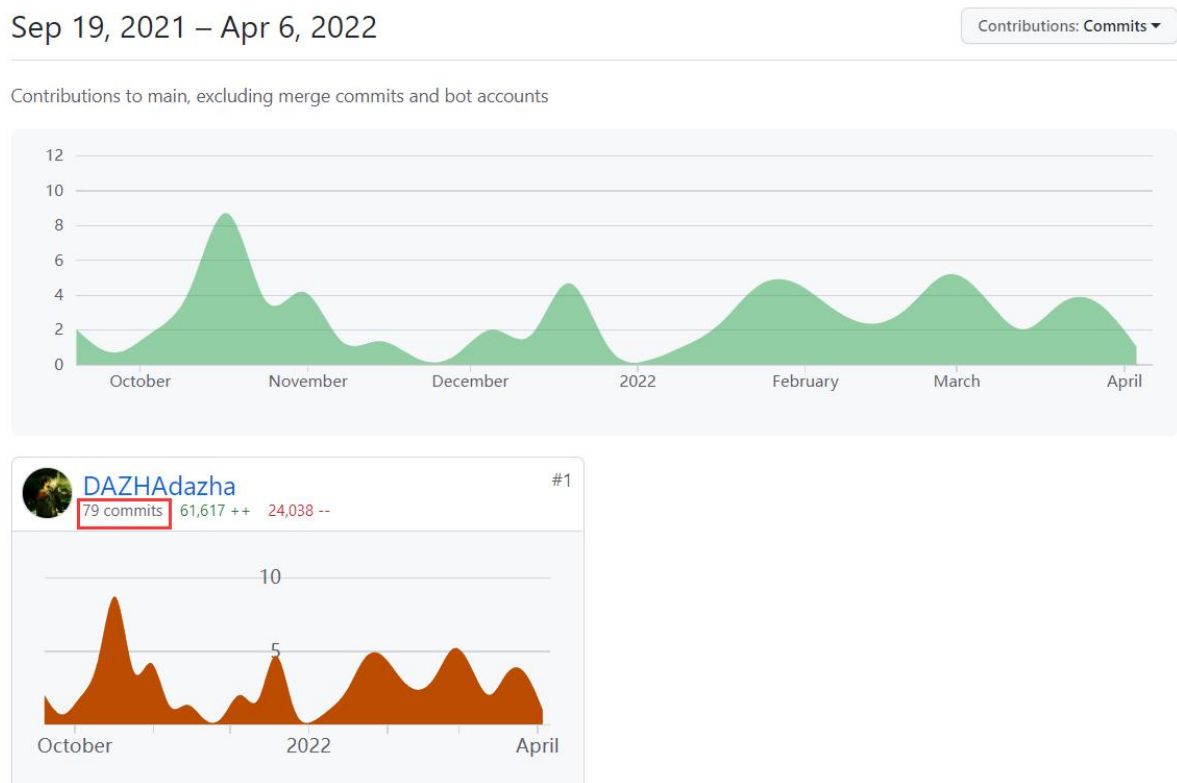 Sep 19, 2021 – Apr 6, 2022
Contributions: Commits
Contributions to main, excluding merge commits and bot accounts
12
10
8
6
4
2
0
October November December 2022 February March April
DAZHAdazha #1
79 commits 61,617 ++ 24,038 --
10
5
October 2022 April